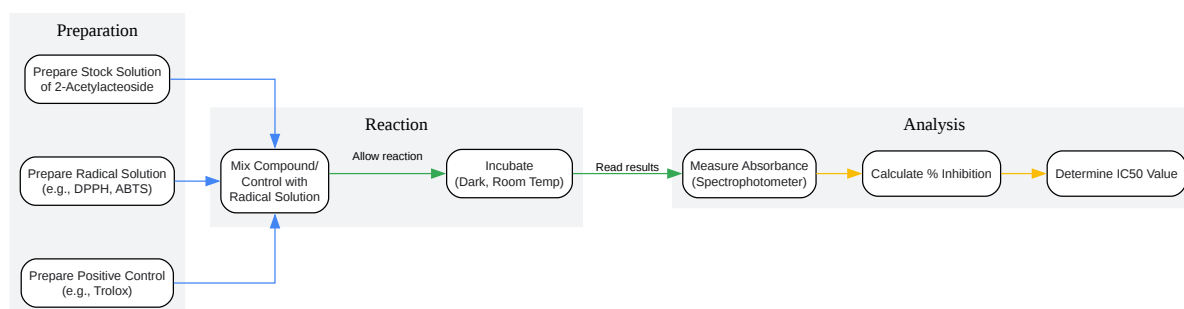 Preparation
Prepare Stock Solution
of 2-Acetylacteoside
Prepare Radical Solution
(e.g., DPPH, ABTS)
Prepare Positive Control
(e.g., Trolox)
Reaction
Mix Compound/
Control with
Radical Solution
Allow reaction
Incubate
(Dark, Room Temp)
Read results
Analysis
Measure Absorbance
(Spectrophotometer)
Calculate % Inhibition
Determine IC50 Value